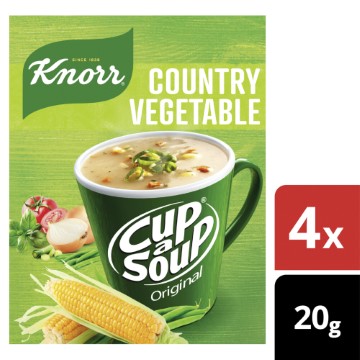 SINCE 1838
Knorr
COUNTRY
VEGETABLE
Cup
a
Soup
Original
4x
20g